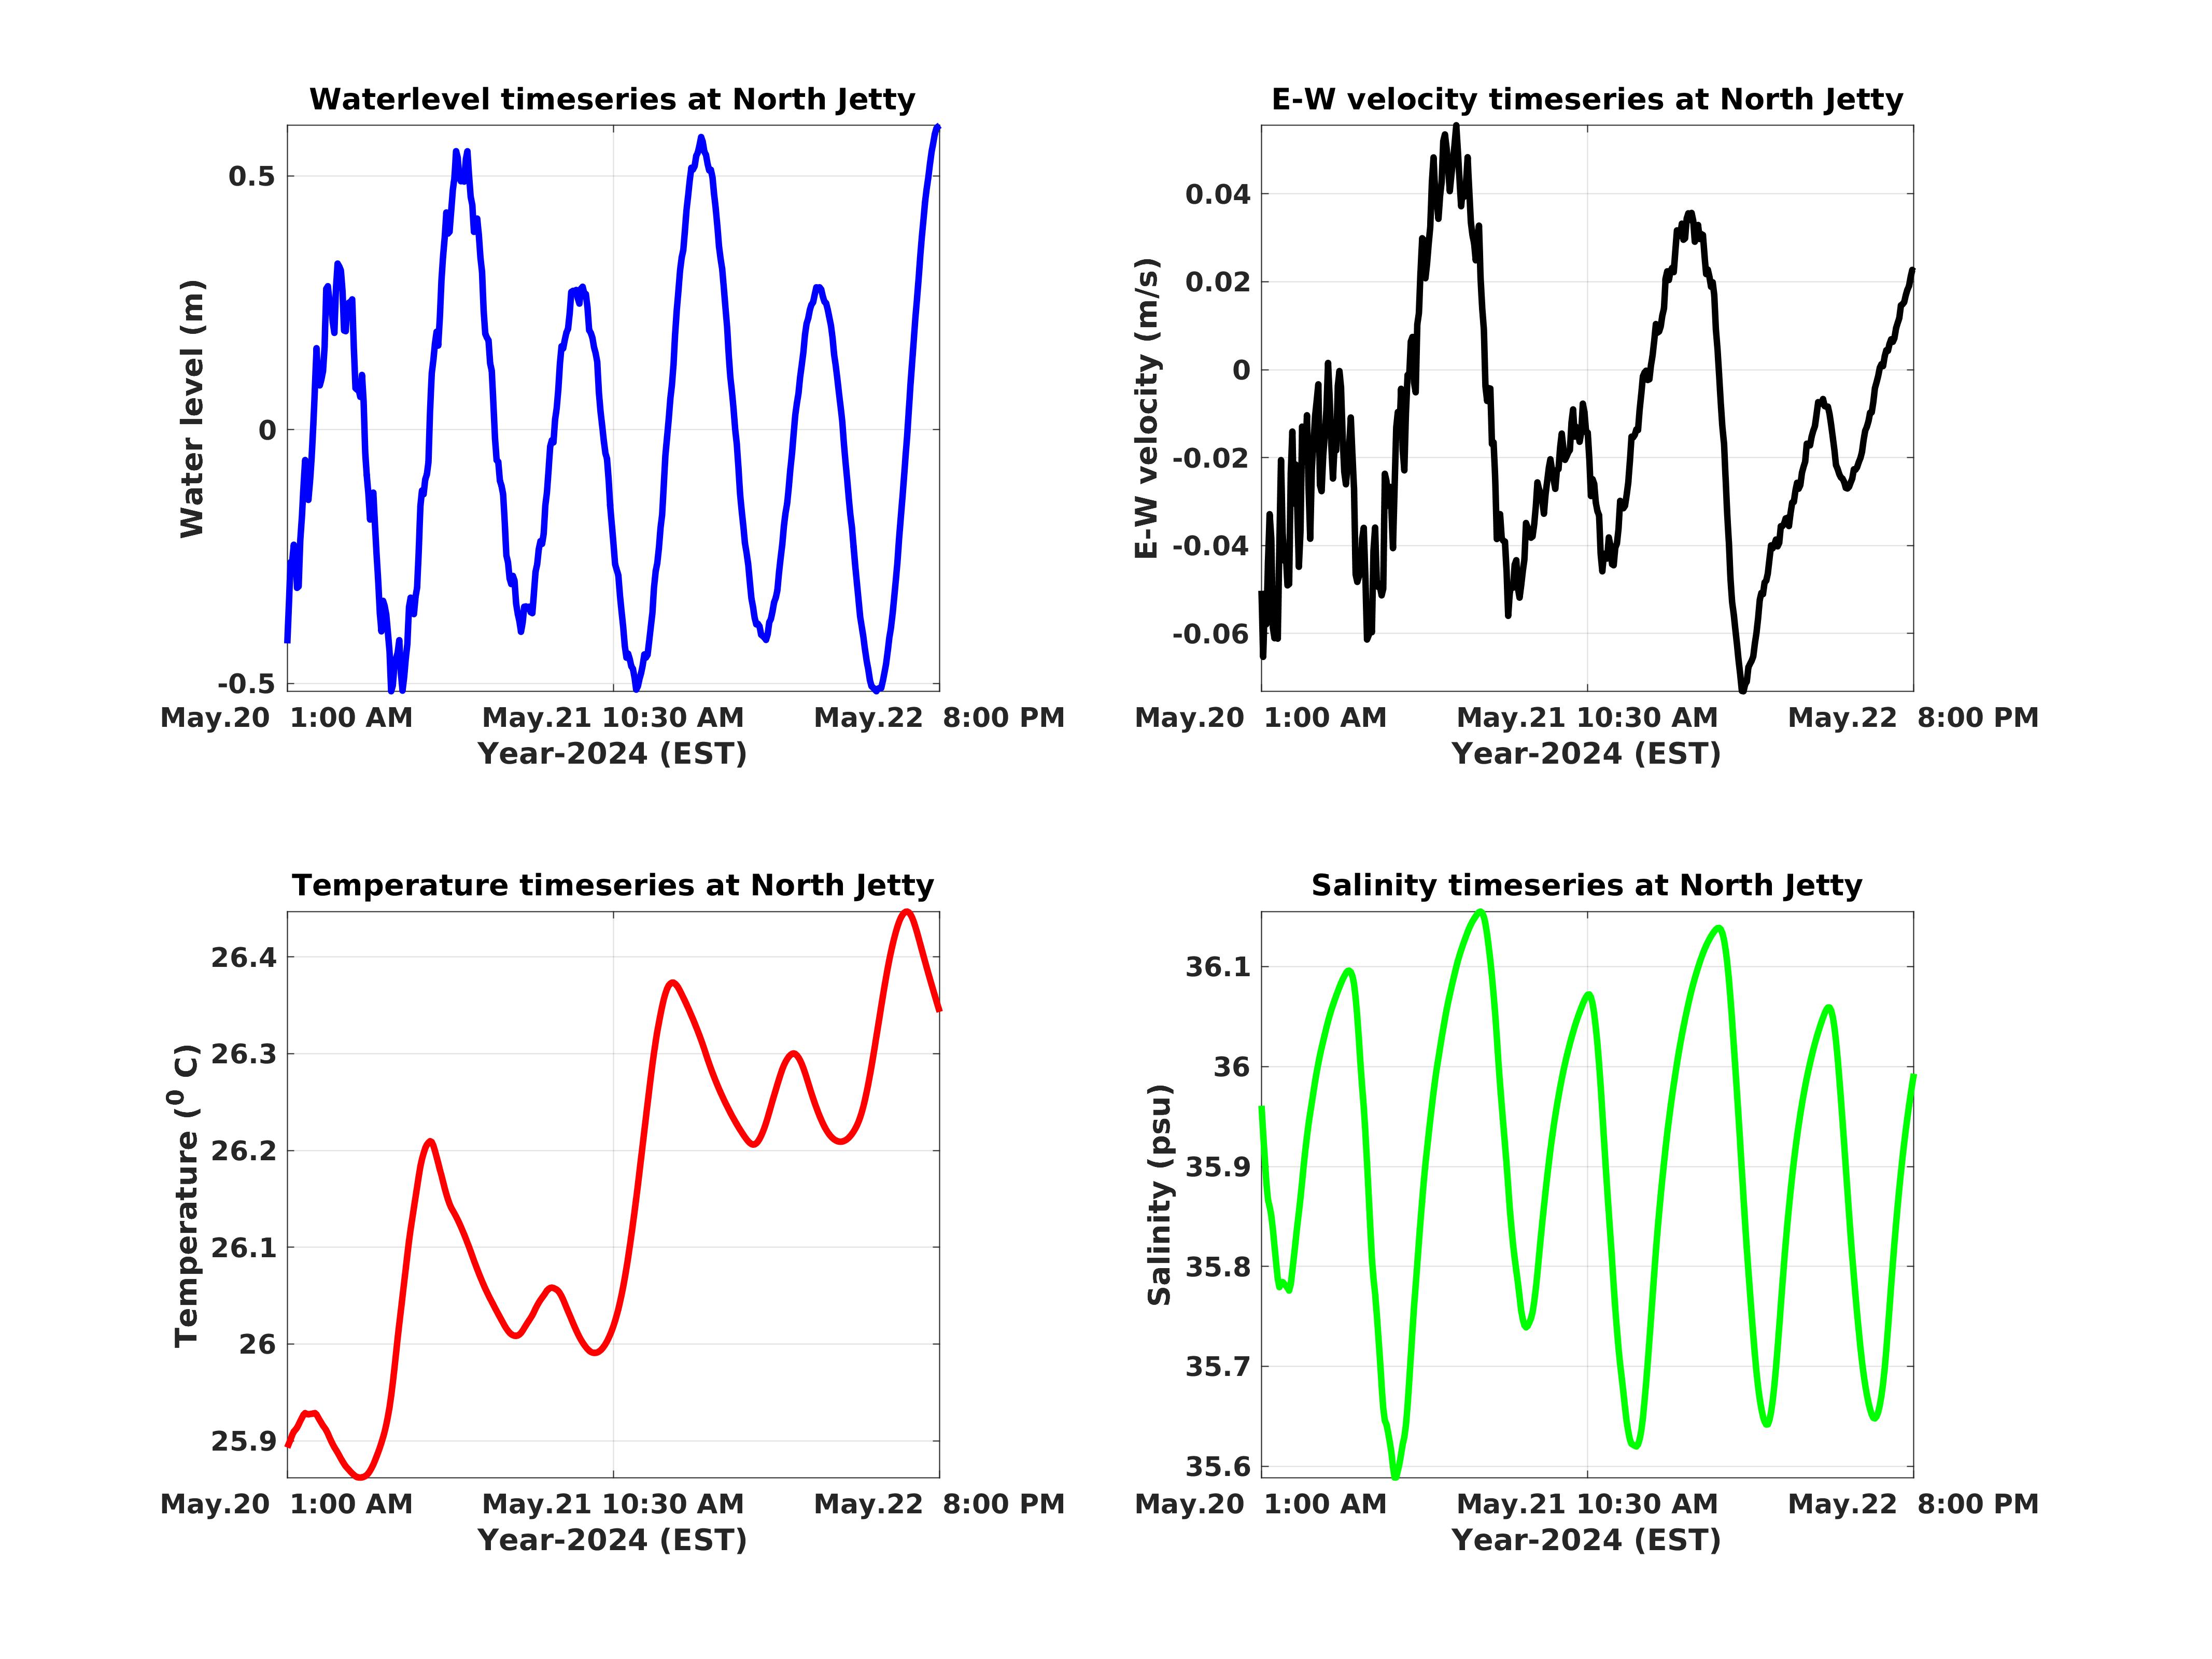 Waterlevel timeseries at North Jetty
0.5
0
-0.5
Water level (m)
May.20 1:00 AM May.21 10:30 AM May.22 8:00 PM
Year-2024 (EST)
E-W velocity timeseries at North Jetty
0.04
0.02
0
-0.02
-0.04
-0.06
E-W velocity (m/s)
May.20 1:00 AM May.21 10:30 AM May.22 8:00 PM
Year-2024 (EST)
Temperature timeseries at North Jetty
26.4
26.3
26.2
26.1
26
25.9
Temperature (⁰ C)
May.20 1:00 AM May.21 10:30 AM May.22 8:00 PM
Year-2024 (EST)
Salinity timeseries at North Jetty
36.1
36
35.9
35.8
35.7
35.6
Salinity (psu)
May.20 1:00 AM May.21 10:30 AM May.22 8:00 PM
Year-2024 (EST)